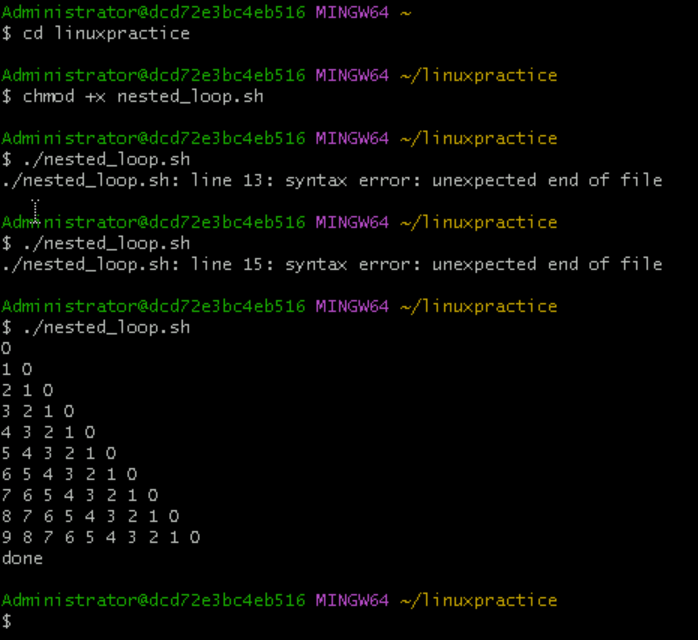 Administrator@dcd72e3bc4eb516 MINGW64 ~
$ cd linuxpractice
Administrator@dcd72e3bc4eb516 MINGW64 ~/linuxpractice
$ chmod +x nested_loop.sh
Administrator@dcd72e3bc4eb516 MINGW64 ~/linuxpractice
$ ./nested_loop.sh
./nested_loop.sh: line 13: syntax error: unexpected end of file
Administrator@dcd72e3bc4eb516 MINGW64 ~/linuxpractice
$ ./nested_loop.sh
./nested_loop.sh: line 15: syntax error: unexpected end of file
Administrator@dcd72e3bc4eb516 MINGW64 ~/linuxpractice
$ ./nested_loop.sh
0
1 0
2 1 0
3 2 1 0
4 3 2 1 0
5 4 3 2 1 0
6 5 4 3 2 1 0
7 6 5 4 3 2 1 0
8 7 6 5 4 3 2 1 0
9 8 7 6 5 4 3 2 1 0
done
Administrator@dcd72e3bc4eb516 MINGW64 ~/linuxpractice
$